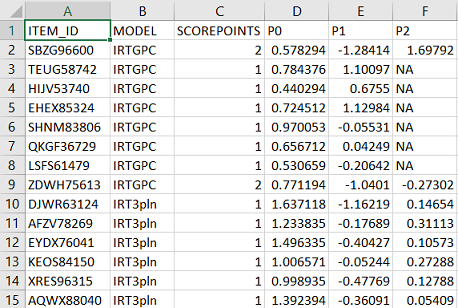 A B C D E F
1 ITEM_ID MODEL SCOREPOINTS P0 P1 P2
2 SBZG96600 IRTGPC 2 0.578294 -1.28414 1.69792
3 TEUG58742 IRTGPC 1 0.784376 1.10097 NA
4 HIJV53740 IRTGPC 1 0.440294 0.6755 NA
5 EHEX85324 IRTGPC 1 0.724512 1.12984 NA
6 SHNM83806 IRTGPC 1 0.970053 -0.05531 NA
7 QKGF36729 IRTGPC 1 0.656712 0.04249 NA
8 LSFS61479 IRTGPC 1 0.530659 -0.20642 NA
9 ZDWH75613 IRTGPC 2 0.771194 -1.0401 -0.27302
10 DJWR63124 IRT3pln 1 1.637118 -1.16219 0.14654
11 AFZV78269 IRT3pln 1 1.233835 -0.17689 0.31113
12 EYDX76041 IRT3pln 1 1.496335 -0.40427 0.10573
13 KEOS84150 IRT3pln 1 1.006571 -0.05244 0.27288
14 XRES96315 IRT3pln 1 0.998935 -0.47769 0.12788
15 AQWX88040 IRT3pln 1 1.392394 -0.36091 0.05409